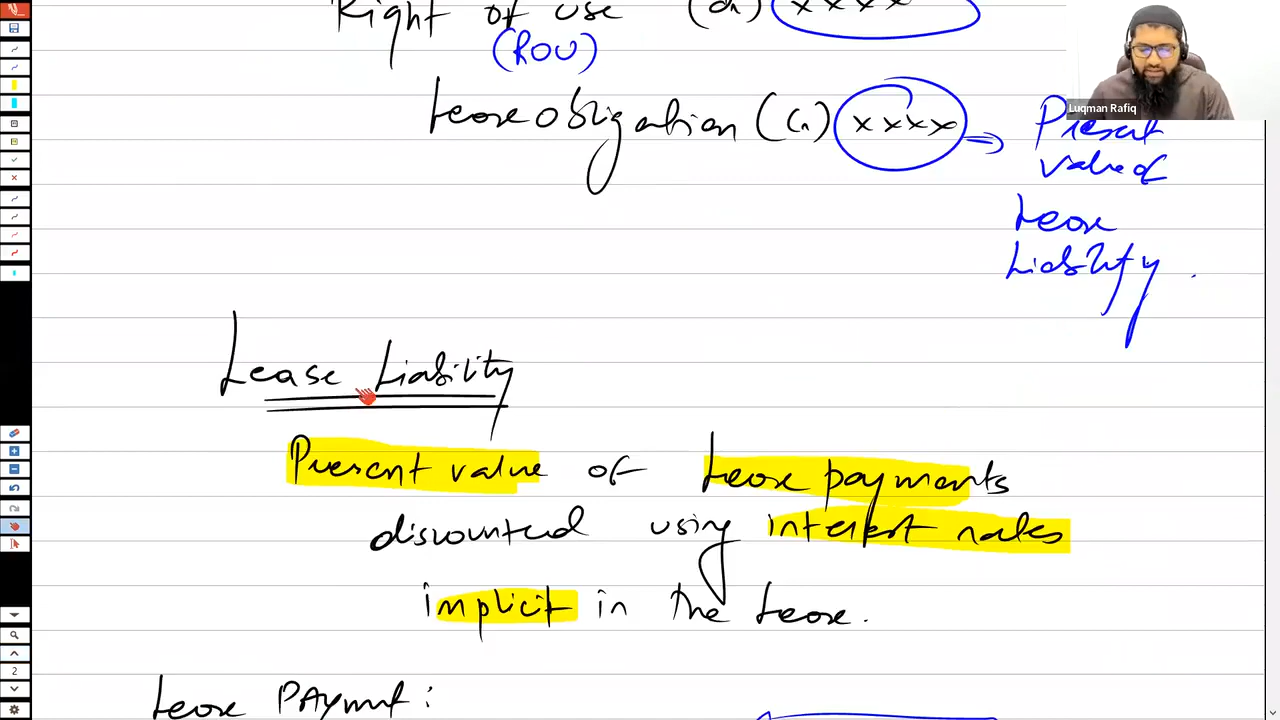 Right of use (Dr) xxxx
(ROU)
Luqman Rafiq
Lease obligation (Cr) xxxx
Present
value of
Lease
Liability.
Lease Liability
Present value of Lease payments
discounted using interest rates
implicit in the Lease.
2
Lease PAYment: